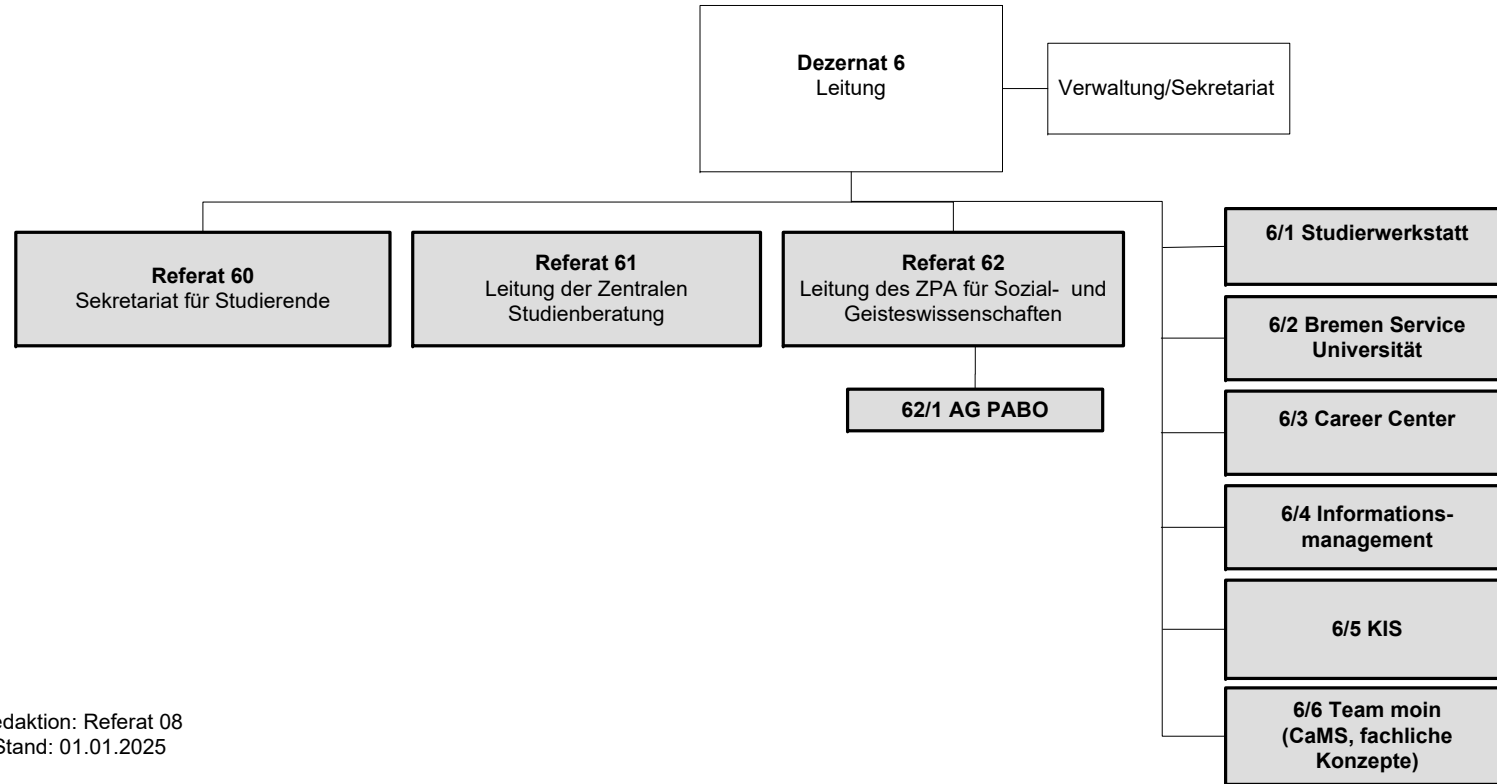 Dezernat 6
Leitung
Verwaltung/Sekretariat
Referat 60
Sekretariat für Studierende
Referat 61
Leitung der Zentralen
Studienberatung
Referat 62
Leitung des ZPA für Sozial- und
Geisteswissenschaften
62/1 AG PABO
6/1 Studierwerkstatt
6/2 Bremen Service
Universität
6/3 Career Center
6/4 Informations-
management
6/5 KIS
6/6 Team moin
(CaMS, fachliche
Konzepte)
edaktion: Referat 08
Stand: 01.01.2025